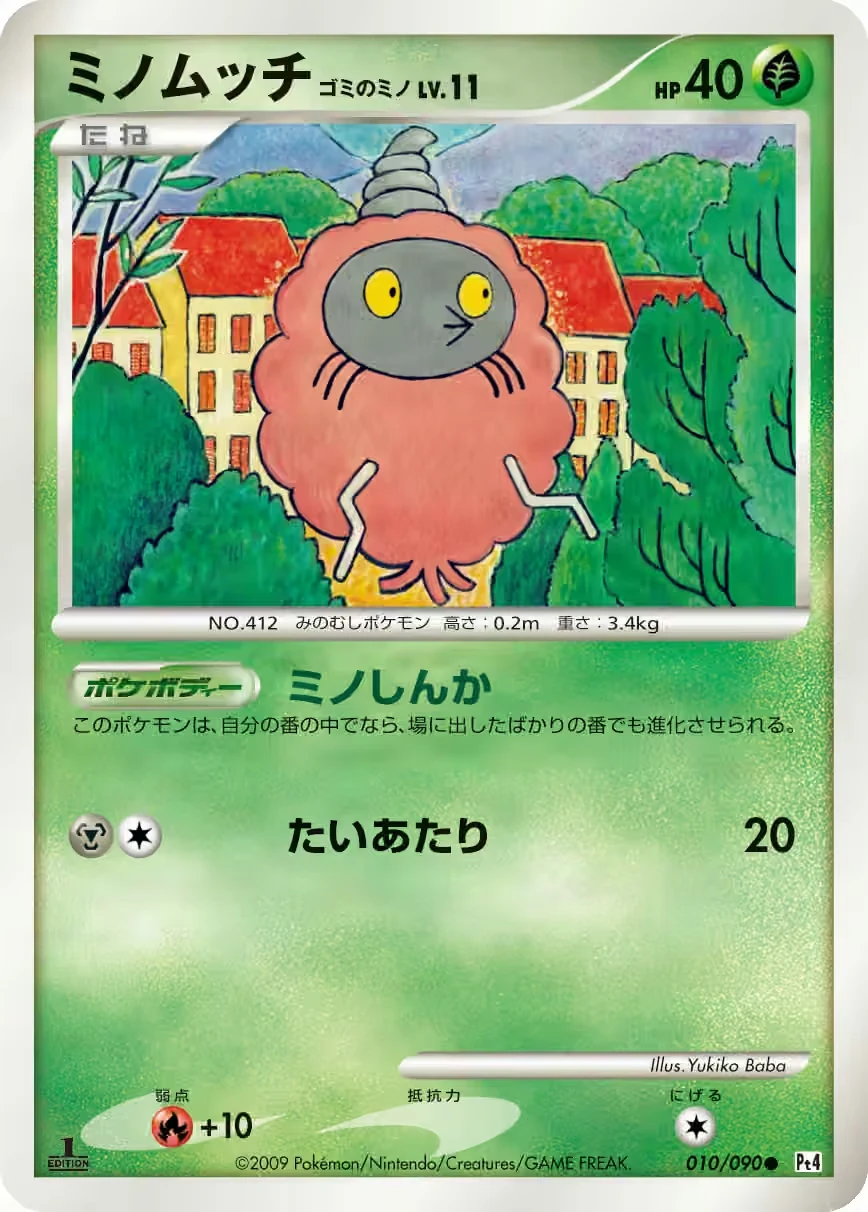 ミノムッチ ゴミのミノ LV.11 HP40
たね
NO.412 みのむしポケモン 高さ:0.2m 重さ:3.4kg
ポケボディー ミノしんか
このポケモンは、自分の番の中でなら、場に出したばかりの番でも進化させられる。
たいあたり 20
Illus.Yukiko Baba
弱点 抵抗力 にげる
+10
1 EDITION
©2009 Pokémon/Nintendo/Creatures/GAME FREAK. 010/090● Pt4